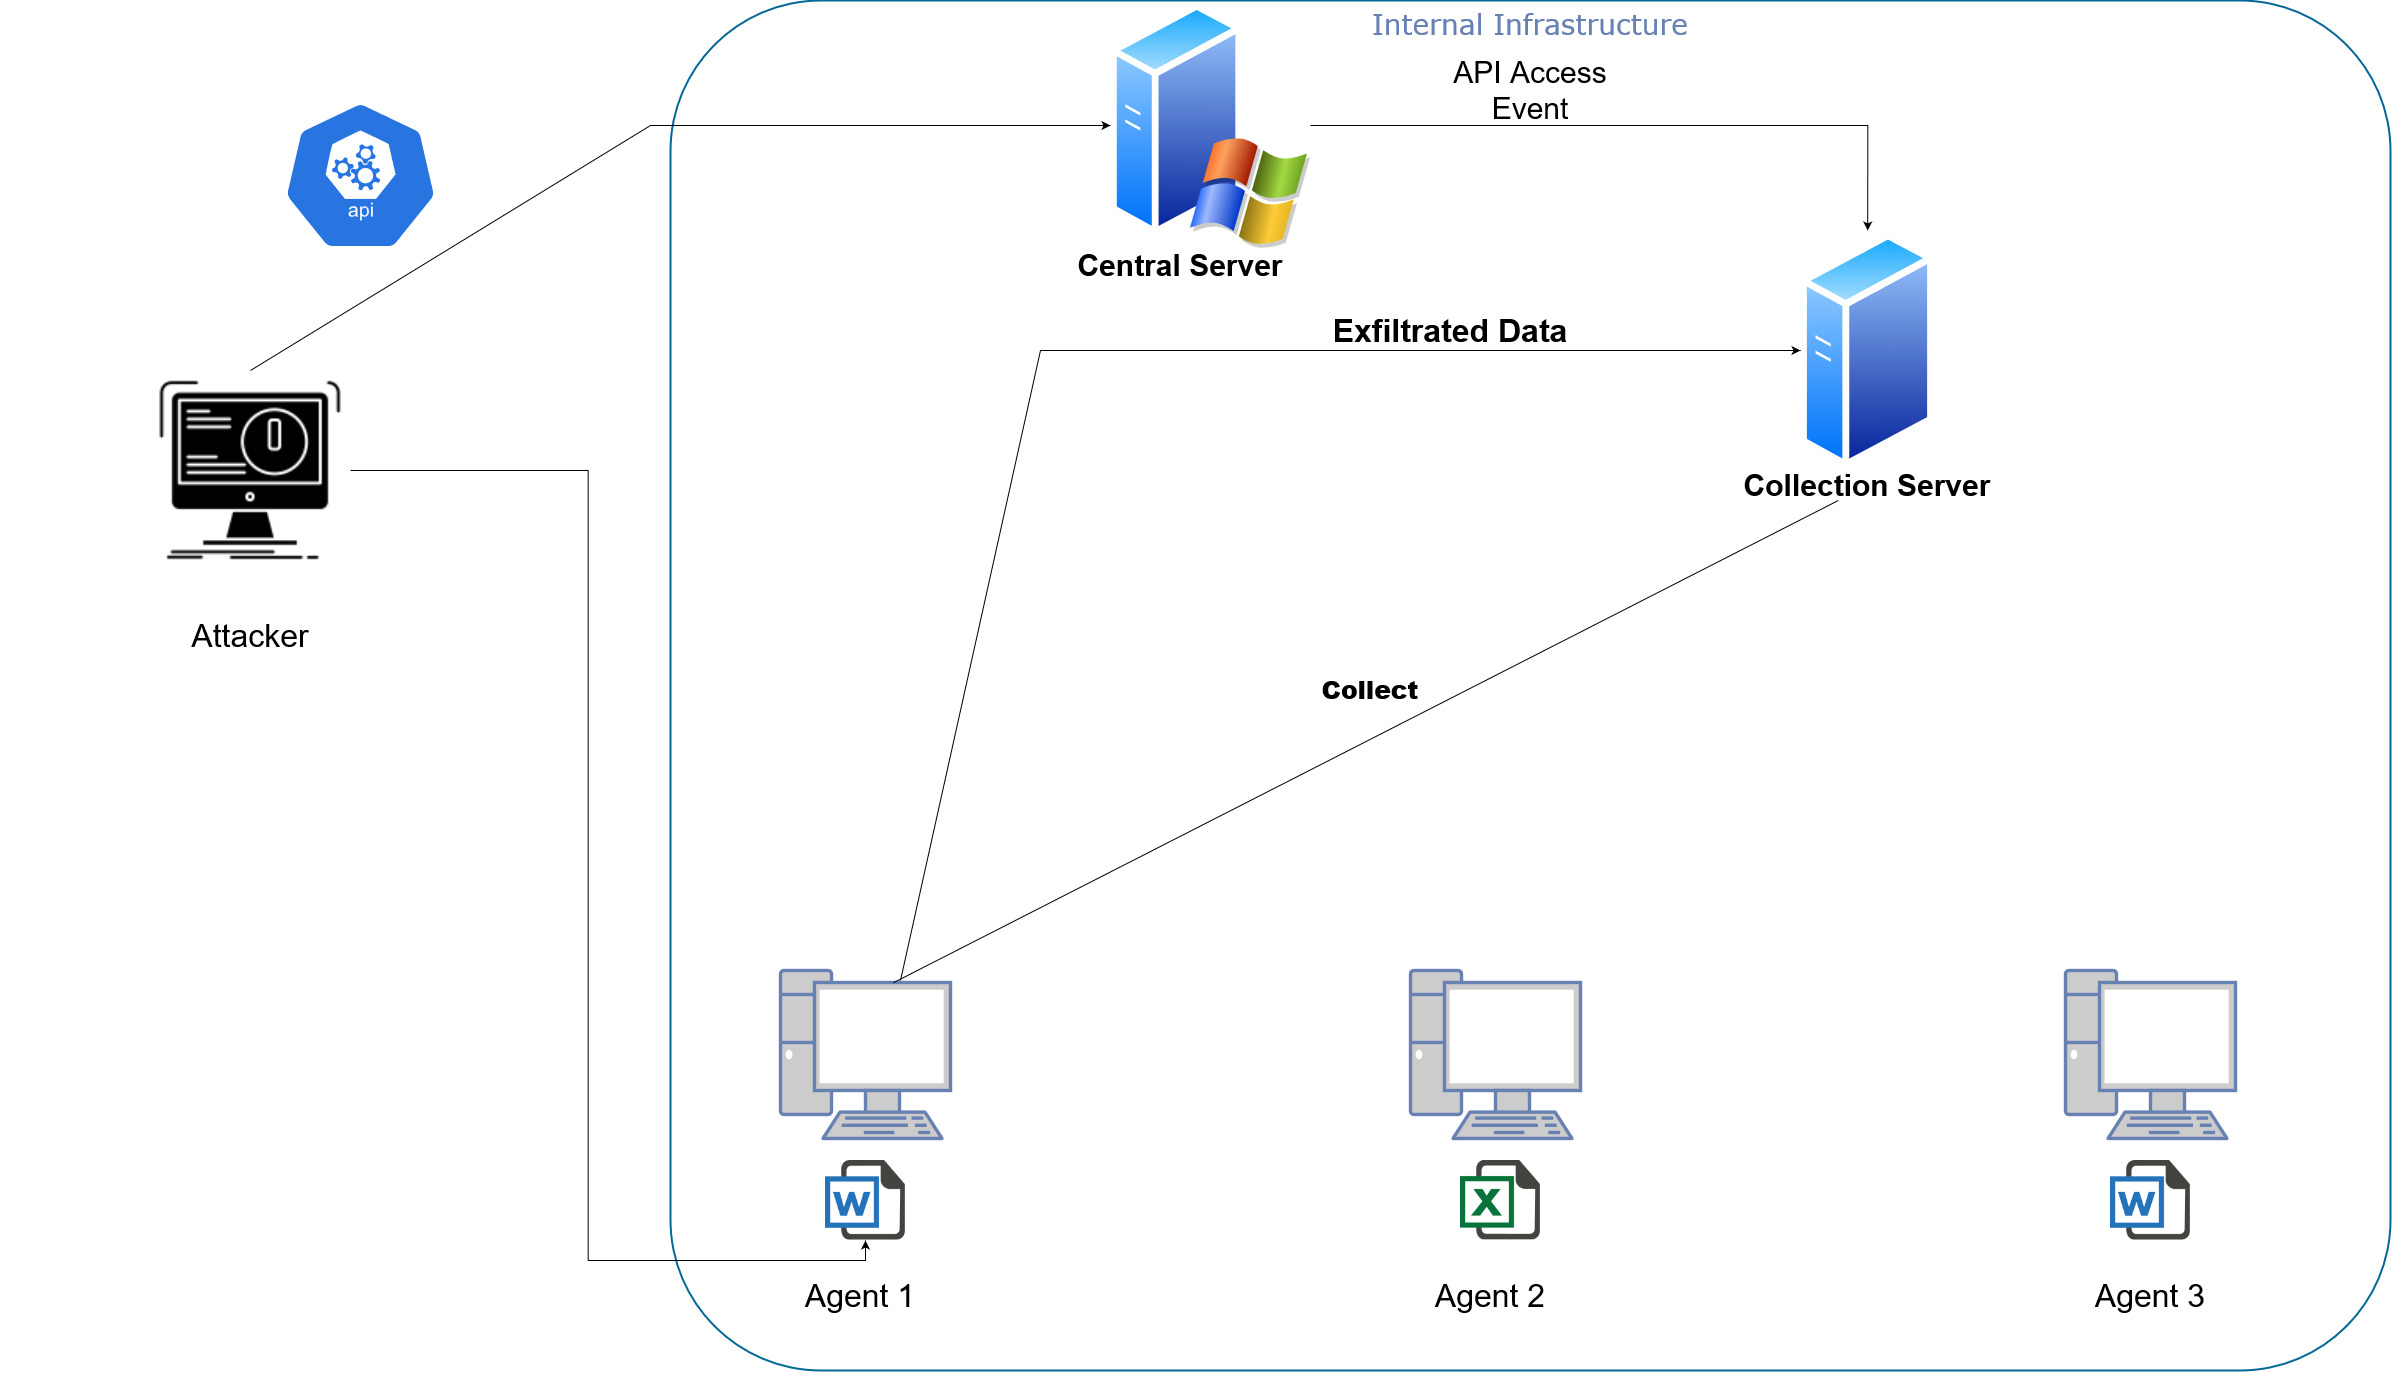 Internal Infrastructure
API Access
Event
api
Central Server
Exfiltrated Data
Collection Server
Attacker
Collect
W
X
W
Agent 1
Agent 2
Agent 3